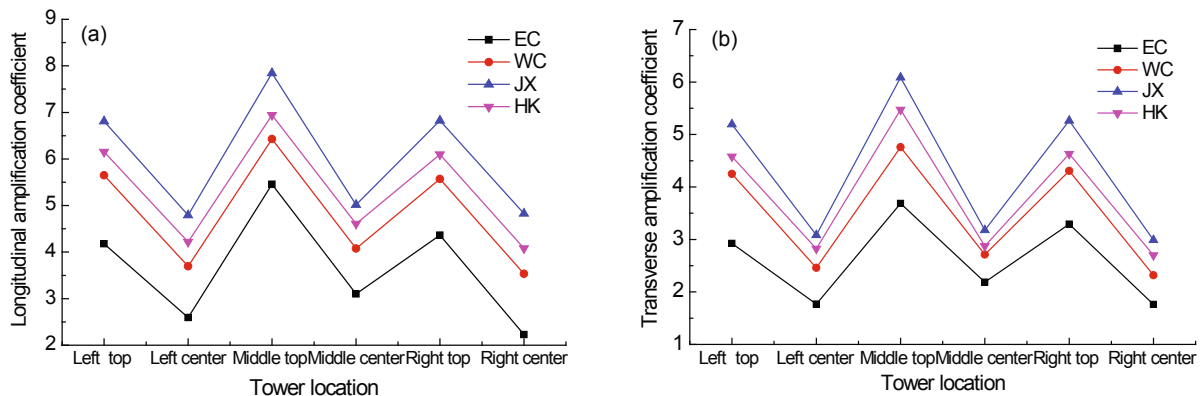 (a)
EC
WC
JX
HK
Longitudinal amplification coefficient
9
8
7
6
5
4
3
2
Left top Left center Middle top Middle center Right top Right center
Tower location
(b)
EC
WC
JX
HK
Transverse amplification coefficient
7
6
5
4
3
2
1
Left top Left center Middle top Middle center Right top Right center
Tower location